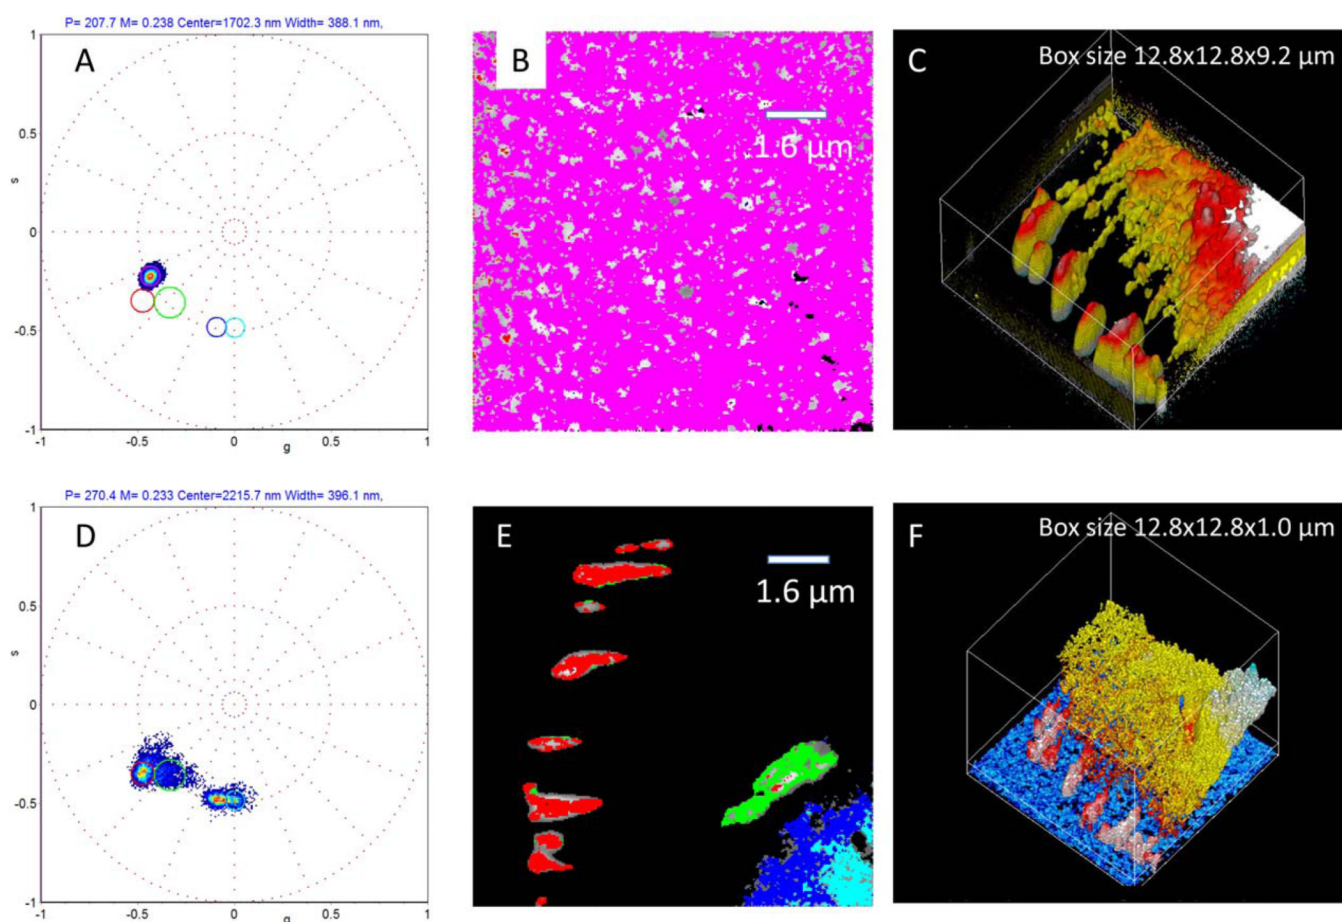 P= 207.7 M= 0.238 Center=1702.3 nm Width= 388.1 nm,
A
1
0.5
0
-0.5
-1
s
-1
-0.5
0
0.5
1
g
B
1.6 µm
C
Box size 12.8x12.8x9.2 µm
P= 270.4 M= 0.233 Center=2215.7 nm Width= 396.1 nm,
D
1
0.5
0
-0.5
-1
s
-1
-0.5
0
0.5
1
g
E
1.6 µm
F
Box size 12.8x12.8x1.0 µm